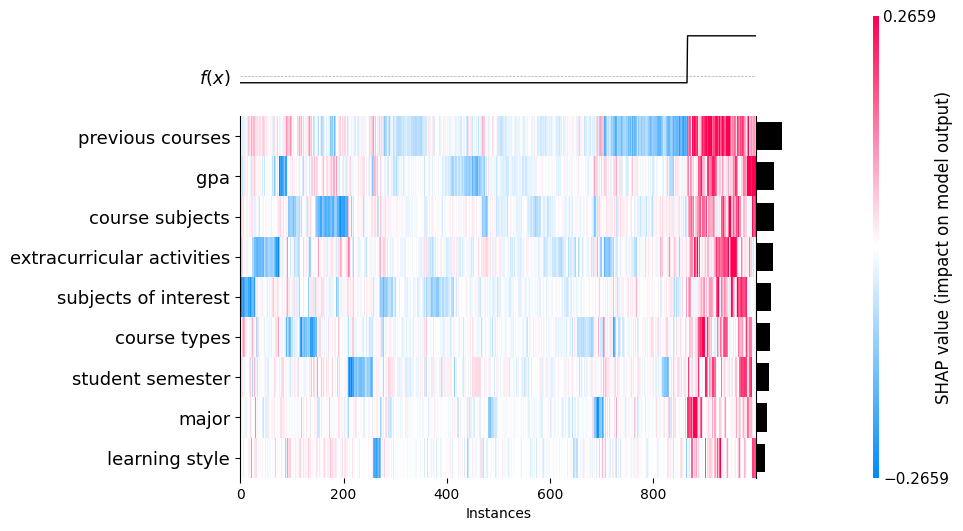 0.2659
f(x)
previous courses
gpa
course subjects
extracurricular activities
subjects of interest
course types
student semester
major
learning style
0 200 400 600 800
Instances
SHAP value (impact on model output)
−0.2659